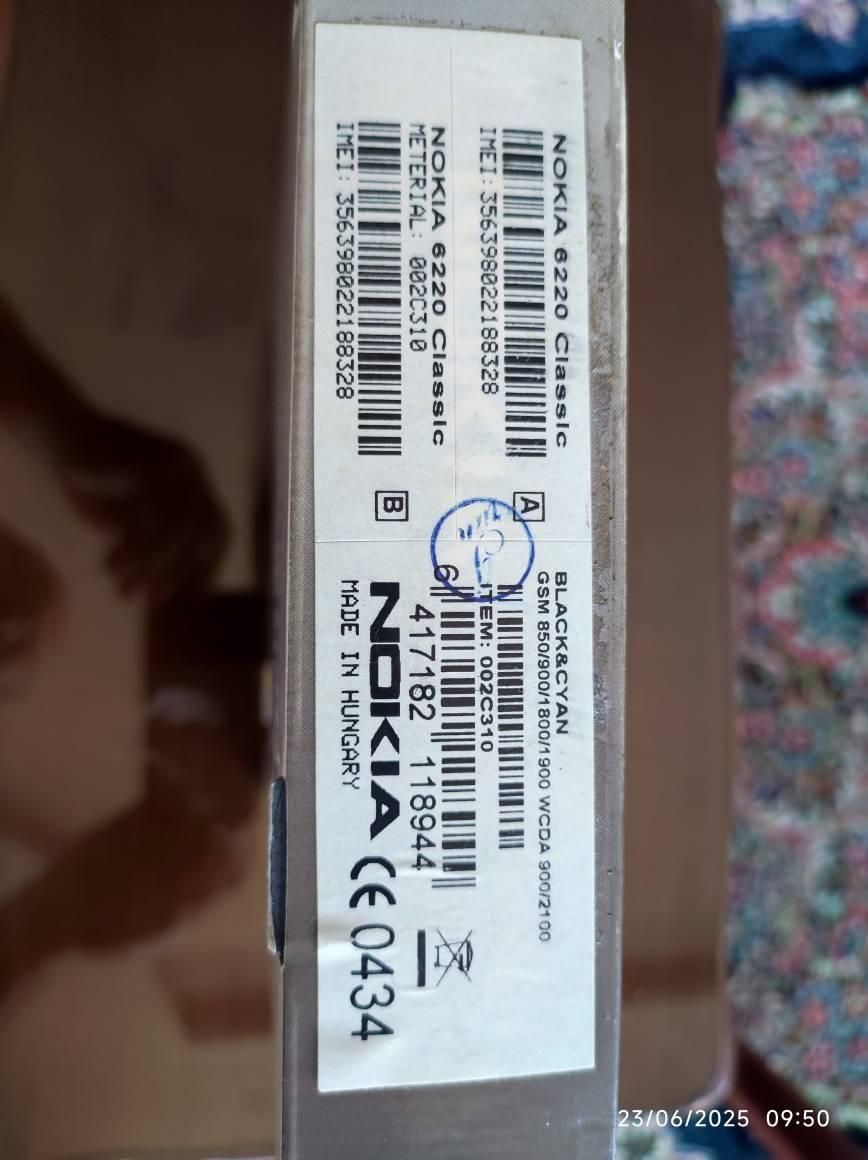 NOKIA 6220 Classic
IMEI: 356398022188328
A
NOKIA 6220 Classic
METERIAL: 002C310
IMEI: 356398022188328
B
BLACK&CYAN
GSM 850/900/1800/1900 WCDA 900/2100
ITEM: 002C310
6 417182 118944
NOKIA
MADE IN HUNGARY
CE 0434
23/06/2025 09:50